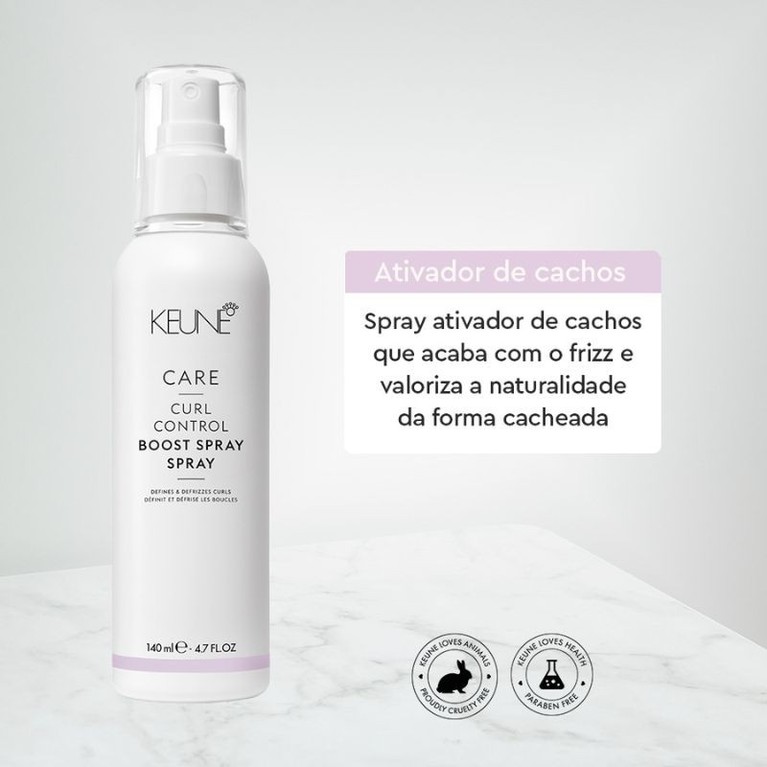 KEUNE
CARE
CURL
CONTROL
BOOST SPRAY
SPRAY
DEFINES & DEFRIZZES CURLS
DÉFINIT ET DÉFRISE LES BOUCLES
140 ml ℮ - 4.7 FL.OZ
Ativador de cachos
Spray ativador de cachos
que acaba com o frizz e
valoriza a naturalidade
da forma cacheada
KEUNE LOVES ANIMALS
PROUDLY CRUELTY FREE
KEUNE LOVES HEALTH
PARABEN FREE